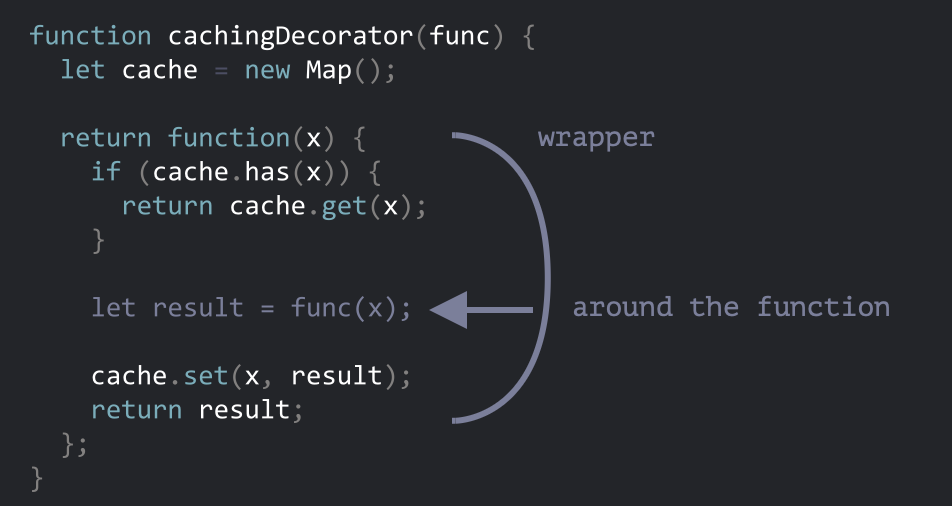 function cachingDecorator(func) {
  let cache = new Map();
  return function(x) {
wrapper
    if (cache.has(x)) {
      return cache.get(x);
    }
    let result = func(x);
around the function
    cache.set(x, result);
    return result;
  };
}